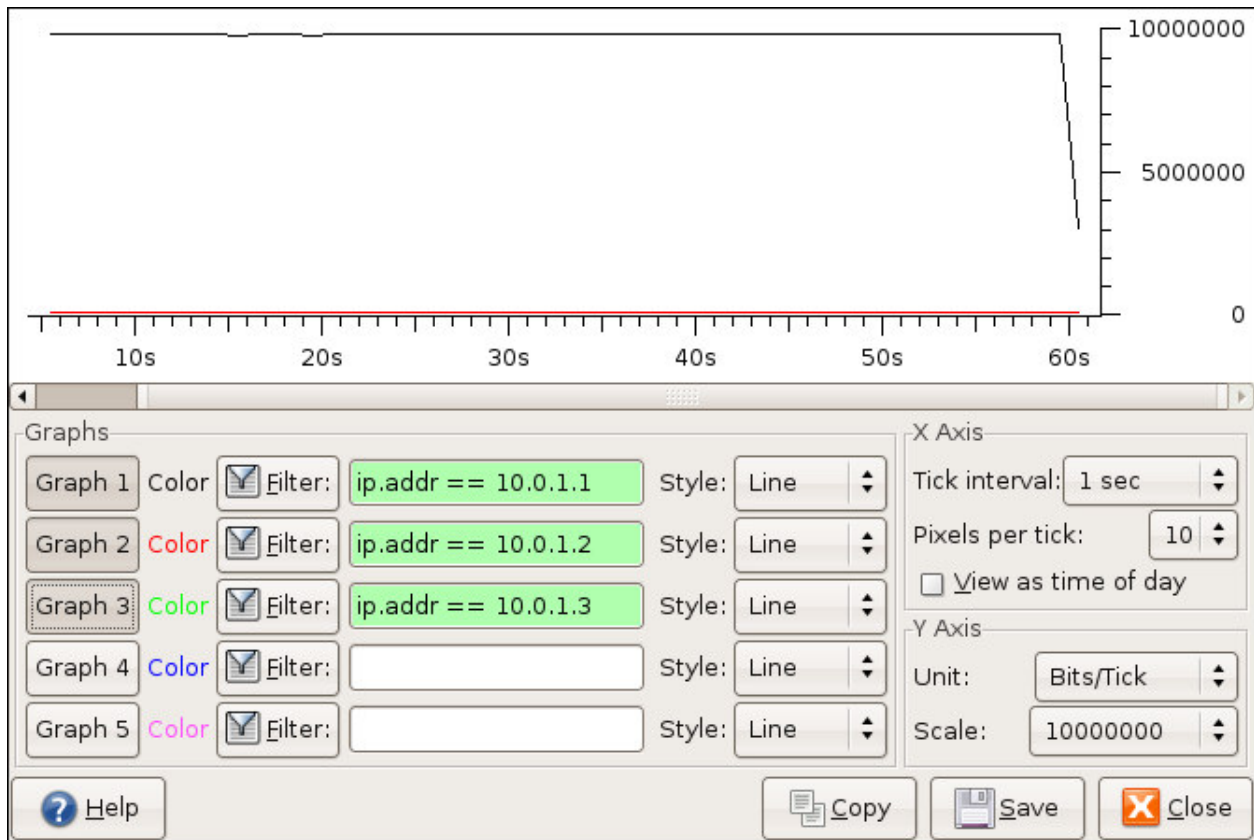 10000000
5000000
0
10s 20s 30s 40s 50s 60s
Graphs
Graph 1 Color Filter: ip.addr == 10.0.1.1 Style: Line
Graph 2 Color Filter: ip.addr == 10.0.1.2 Style: Line
Graph 3 Color Filter: ip.addr == 10.0.1.3 Style: Line
Graph 4 Color Filter: Style: Line
Graph 5 Color Filter: Style: Line
X Axis
Tick interval: 1 sec
Pixels per tick: 10
View as time of day
Y Axis
Unit: Bits/Tick
Scale: 10000000
Help Copy Save Close